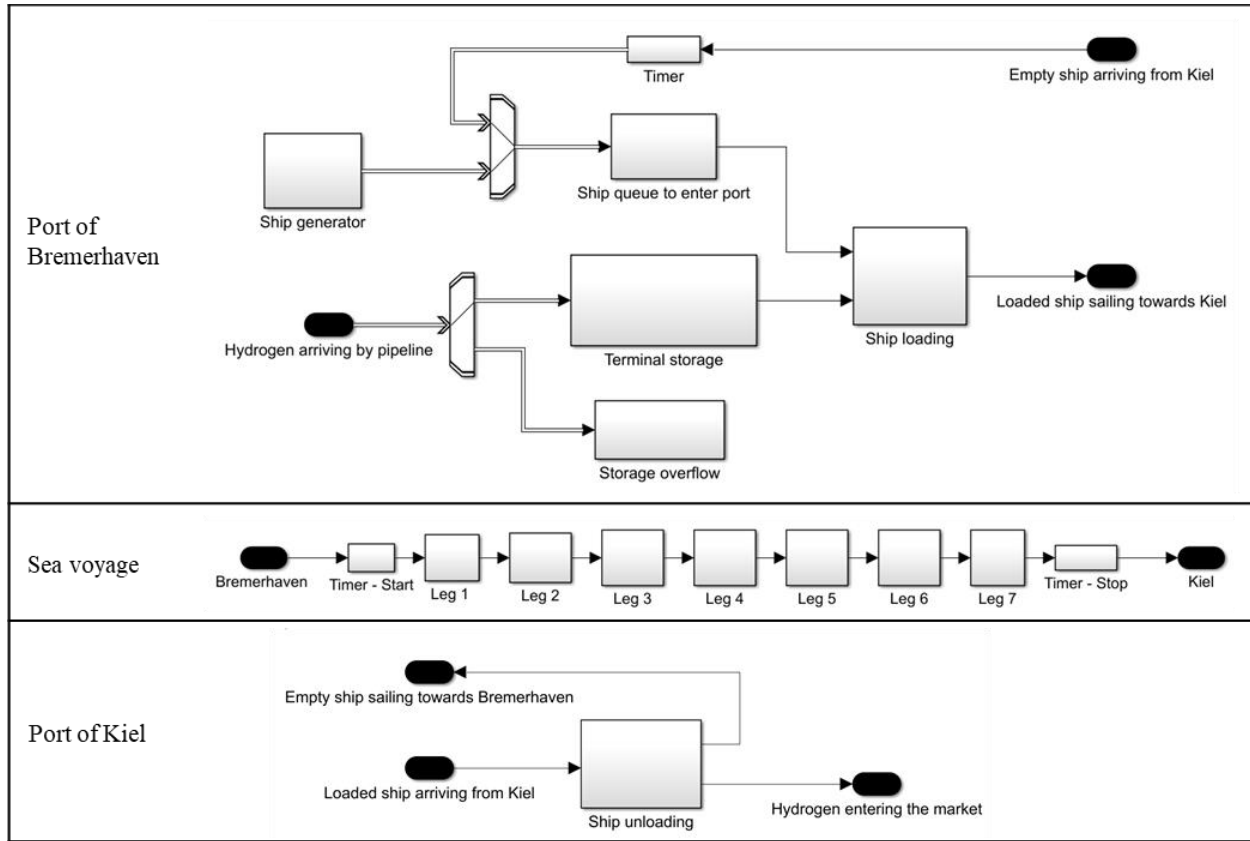 Timer
Empty ship arriving from Kiel
Ship generator
Ship queue to enter port
Port of
Bremerhaven
Hydrogen arriving by pipeline
Terminal storage
Ship loading
Loaded ship sailing towards Kiel
Storage overflow
Sea voyage
Bremerhaven
Timer - Start
Leg 1
Leg 2
Leg 3
Leg 4
Leg 5
Leg 6
Leg 7
Timer - Stop
Kiel
Port of Kiel
Empty ship sailing towards Bremerhaven
Loaded ship arriving from Kiel
Ship unloading
Hydrogen entering the market